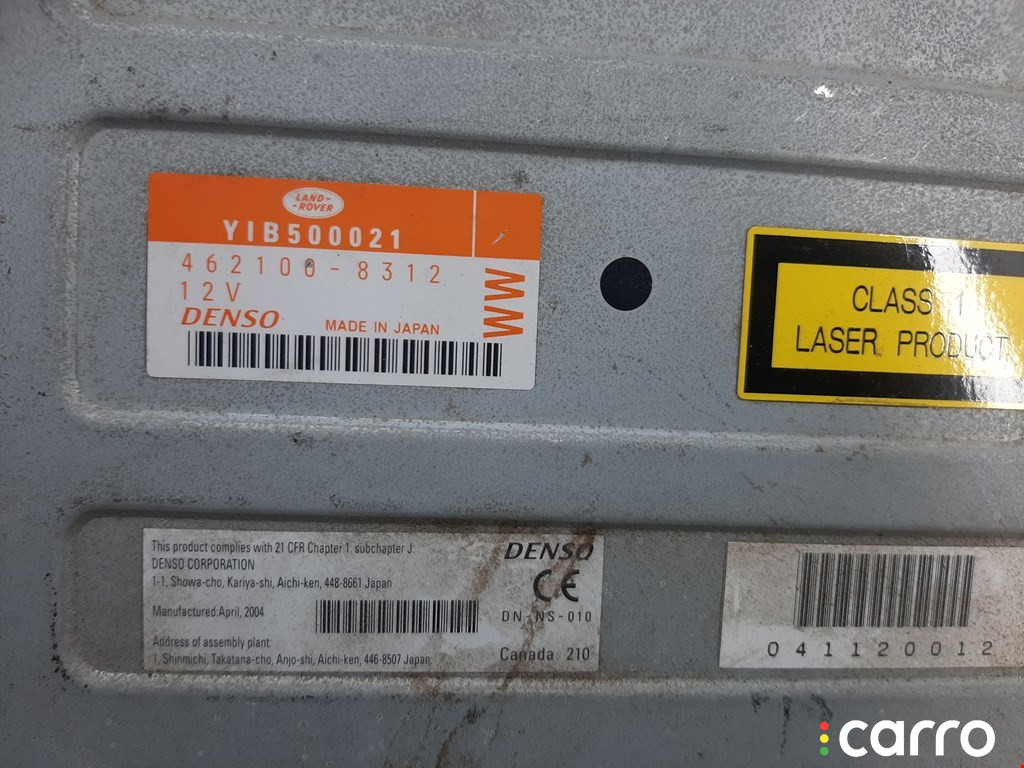 LAND-
-ROVER
YIB500021
462100-8312
12V
DENSO MADE IN JAPAN
WW
CLASS 1
LASER PRODUCT
This product complies with 21 CFR Chapter 1, subchapter J.
DENSO CORPORATION
1-1, Showa-cho, Kariya-shi, Aichi-ken, 448-8661 Japan
Manufactured:April, 2004
Address of assembly plant:
1, Shinmichi, Takatana-cho, Anjo-shi, Aichi-ken, 446-8507 Japan
DENSO
CE
DN-NS-010
Canada 210
041120012
carro